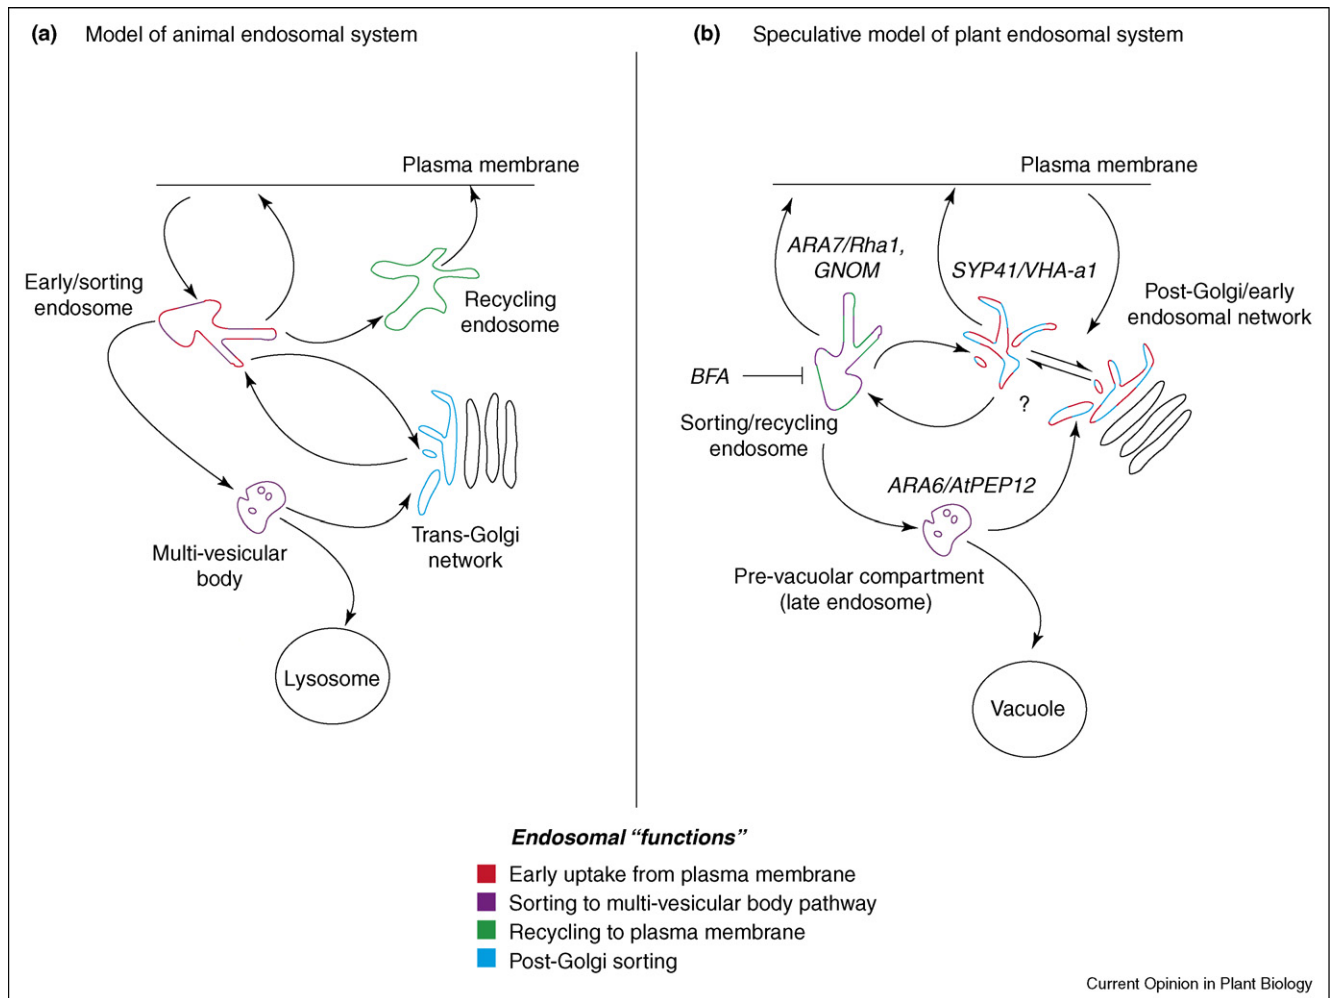 (a) Model of animal endosomal system
Plasma membrane
Early/sorting
endosome
Recycling
endosome
Trans-Golgi
network
Multi-vesicular
body
Lysosome
(b) Speculative model of plant endosomal system
Plasma membrane
ARA7/Rha1,
GNOM
SYP41/VHA-a1
Post-Golgi/early
endosomal network
BFA
?
Sorting/recycling
endosome
ARA6/AtPEP12
Pre-vacuolar compartment
(late endosome)
Vacuole
Endosomal “functions”
Early uptake from plasma membrane
Sorting to multi-vesicular body pathway
Recycling to plasma membrane
Post-Golgi sorting
Current Opinion in Plant Biology